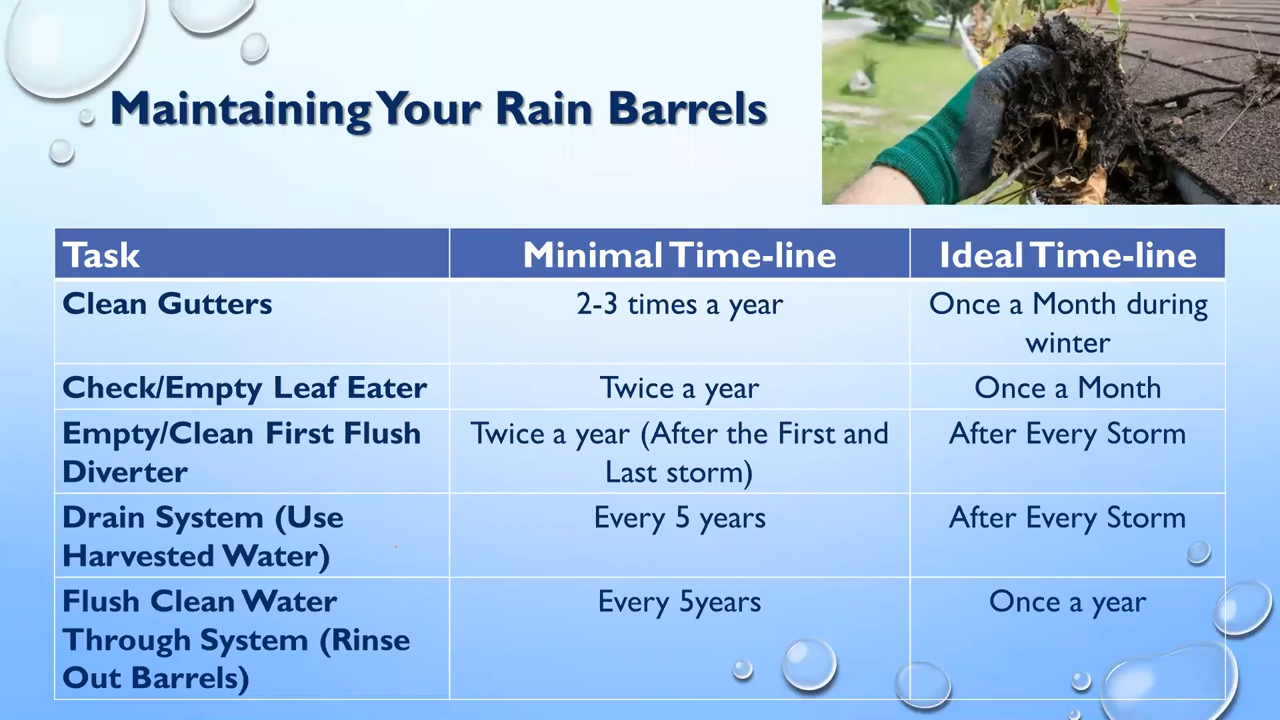 Maintaining Your Rain Barrels
Task
Minimal Time-line
Ideal Time-line
Clean Gutters
2-3 times a year
Once a Month during
winter
Check/Empty Leaf Eater
Twice a year
Once a Month
Empty/Clean First Flush
Diverter
Twice a year (After the First and
Last storm)
After Every Storm
Drain System (Use
Harvested Water)
Every 5 years
After Every Storm
Flush Clean Water
Through System (Rinse
Out Barrels)
Every 5years
Once a year